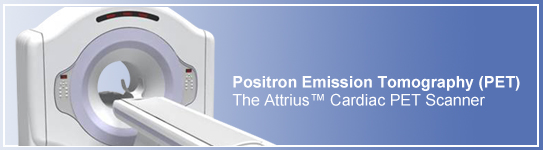 Positron Emission Tomography (PET)
The Attrius™ Cardiac PET Scanner